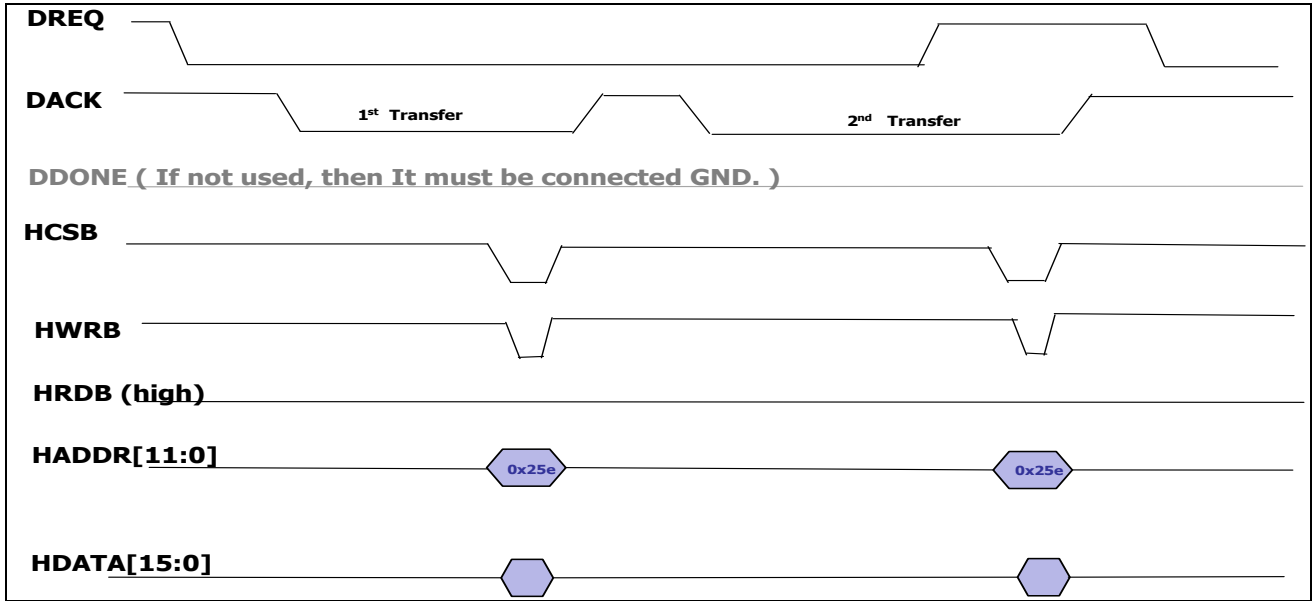 DREQ
DACK
1st Transfer
2nd Transfer
DDONE ( If not used, then It must be connected GND. )
HCSB
HWRB
HRDB (high)
HADDR[11:0]
0x25e
0x25e
HDATA[15:0]